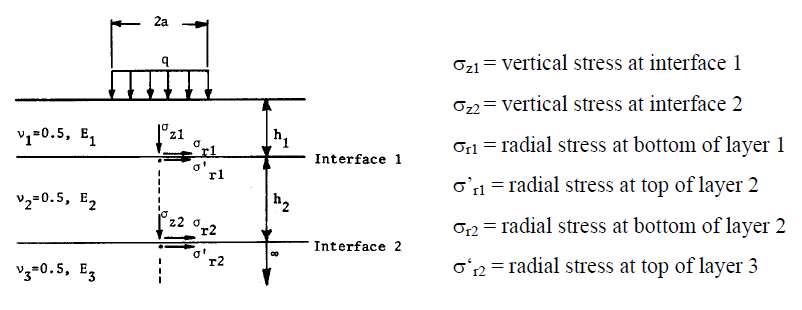 2a
q
ν1=0.5, E1
σz1
σr1
σ'r1
h1
Interface 1
ν2=0.5, E2
σz2 σr2
σ'r2
h2
Interface 2
ν3=0.5, E3
∞
σz1 = vertical stress at interface 1
σz2 = vertical stress at interface 2
σr1 = radial stress at bottom of layer 1
σ’r1 = radial stress at top of layer 2
σr2 = radial stress at bottom of layer 2
σ‘r2 = radial stress at top of layer 3